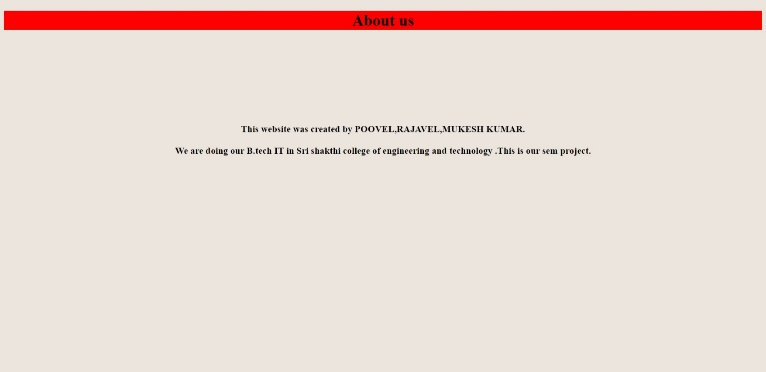 About us
This website was created by POOVEL,RAJAVEL,MUKESH KUMAR.
We are doing our B.tech IT in Sri shakthi college of engineering and technology .This is our sem project.